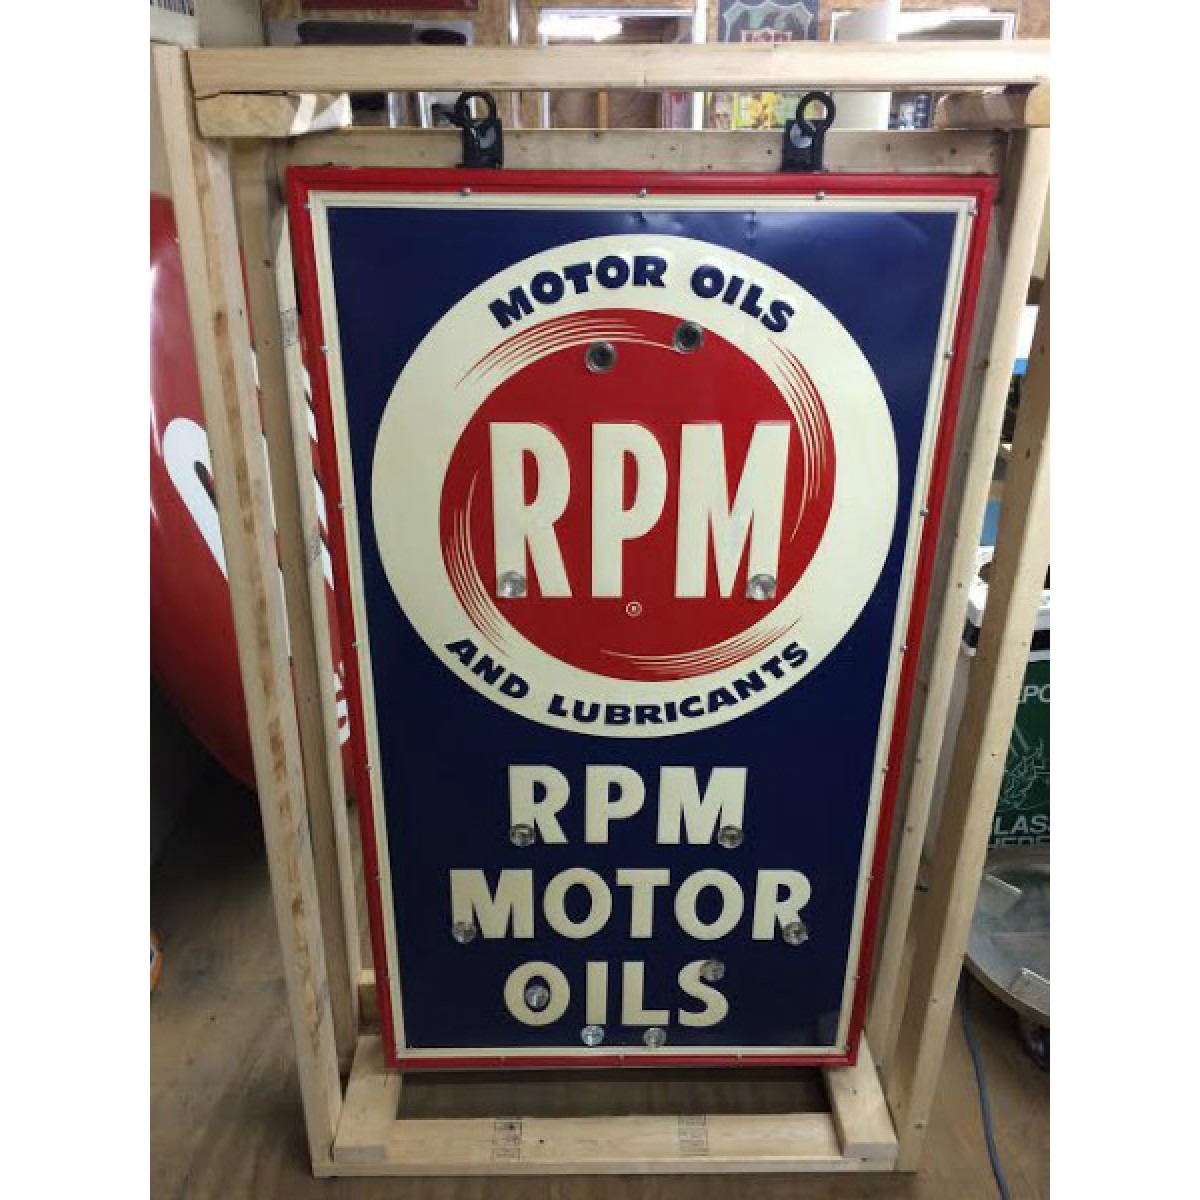 MOTOR OILS
RPM
®
AND LUBRICANTS
RPM
MOTOR
OILS